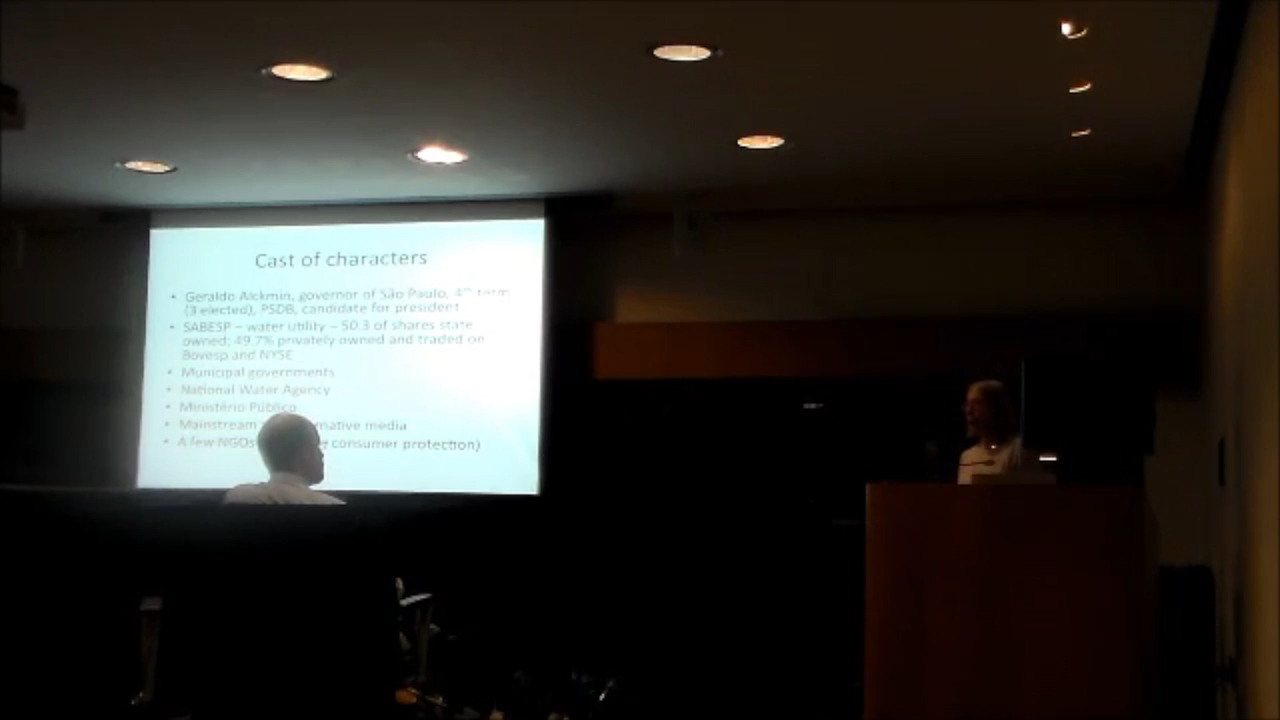 Cast of characters
• Geraldo Alckmin, governor of São Paulo, 4th term
(3 elected), PSDB, candidate for president
• SABESP – water utility – 50.3 of shares state
owned; 49.7% privately owned and traded on
Bovesp and NYSE
• Municipal governments
• National Water Agency
• Ministério Público
• Mainstream native media
• A few NGOs consumer protection)